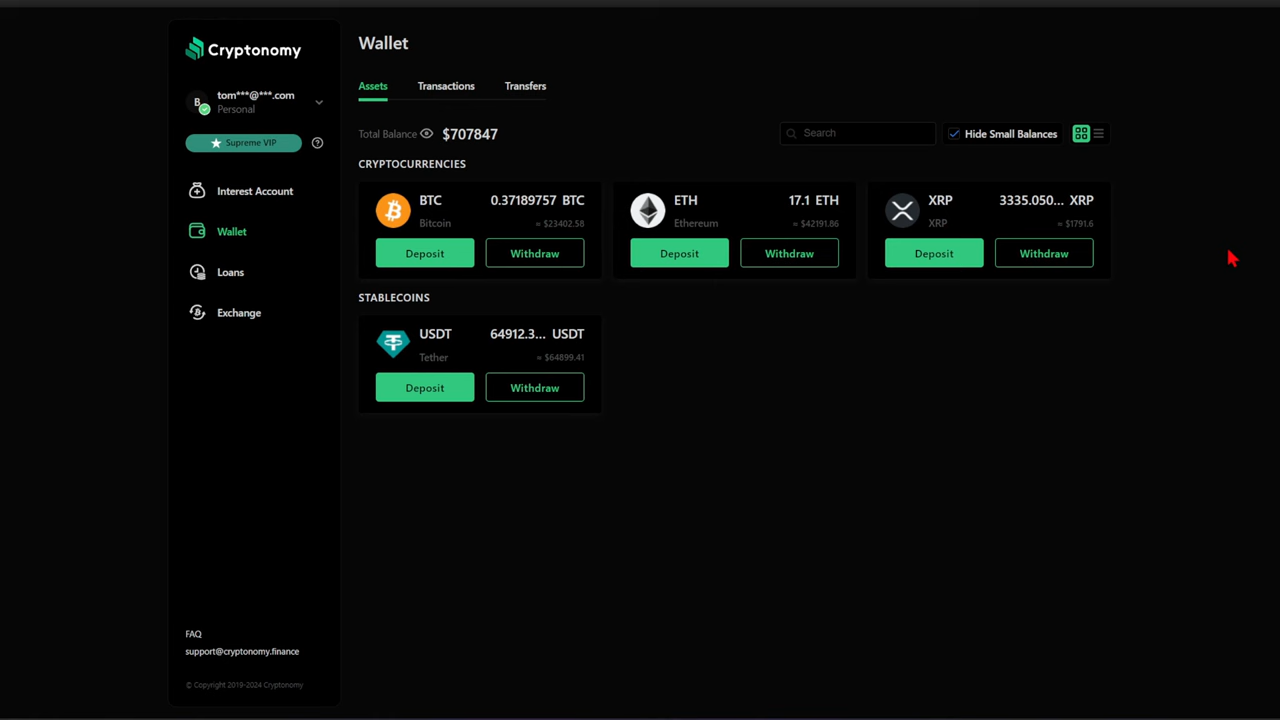 Cryptonomy
B
tom***@***.com
Personal
Supreme VIP
Interest Account
Wallet
Loans
Exchange
FAQ
support@cryptonomy.finance
© Copyright 2019-2024 Cryptonomy
Wallet
Assets Transactions Transfers
Total Balance $707847
Search
Hide Small Balances
CRYPTOCURRENCIES
BTC 0.37189757 BTC
Bitcoin = $23402.58
Deposit Withdraw
ETH 17.1 ETH
Ethereum = $42191.86
Deposit Withdraw
XRP 3335.050... XRP
XRP = $1791.6
Deposit Withdraw
STABLECOINS
USDT 64912.3... USDT
Tether = $64899.41
Deposit Withdraw